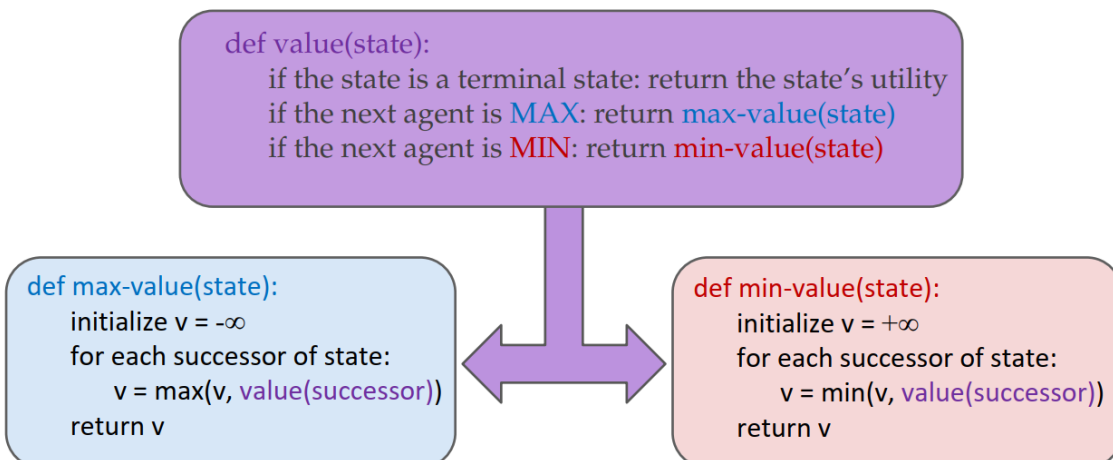 def value(state):
if the state is a terminal state: return the state’s utility
if the next agent is MAX: return max-value(state)
if the next agent is MIN: return min-value(state)
def max-value(state):
initialize v = -∞
for each successor of state:
v = max(v, value(successor))
return v
def min-value(state):
initialize v = +∞
for each successor of state:
v = min(v, value(successor))
return v